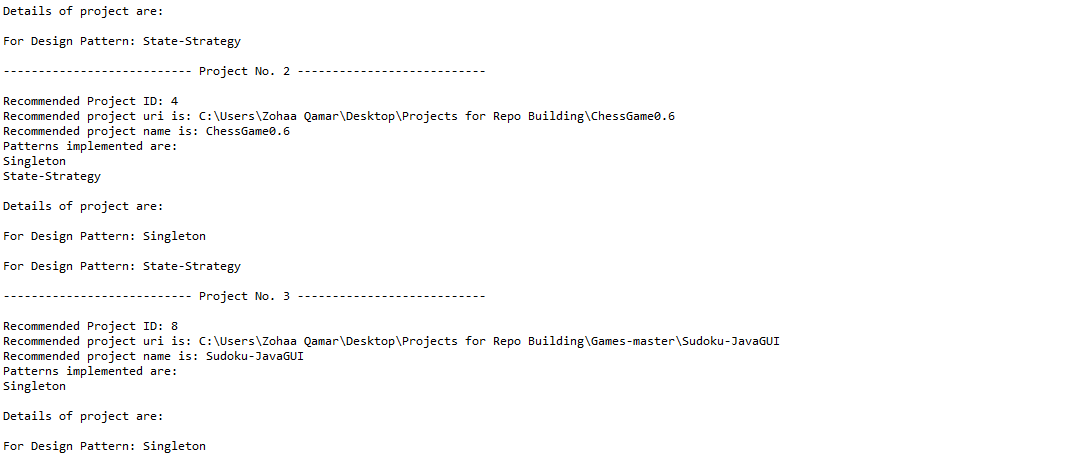 Details of project are:
For Design Pattern: State-Strategy
--------------------------- Project No. 2 ---------------------------
Recommended Project ID: 4
Recommended project uri is: C:\Users\Zohaa Qamar\Desktop\Projects for Repo Building\ChessGame0.6
Recommended project name is: ChessGame0.6
Patterns implemented are:
Singleton
State-Strategy
Details of project are:
For Design Pattern: Singleton
For Design Pattern: State-Strategy
--------------------------- Project No. 3 ---------------------------
Recommended Project ID: 8
Recommended project uri is: C:\Users\Zohaa Qamar\Desktop\Projects for Repo Building\Games-master\Sudoku-JavaGUI
Recommended project name is: Sudoku-JavaGUI
Patterns implemented are:
Singleton
Details of project are:
For Design Pattern: Singleton